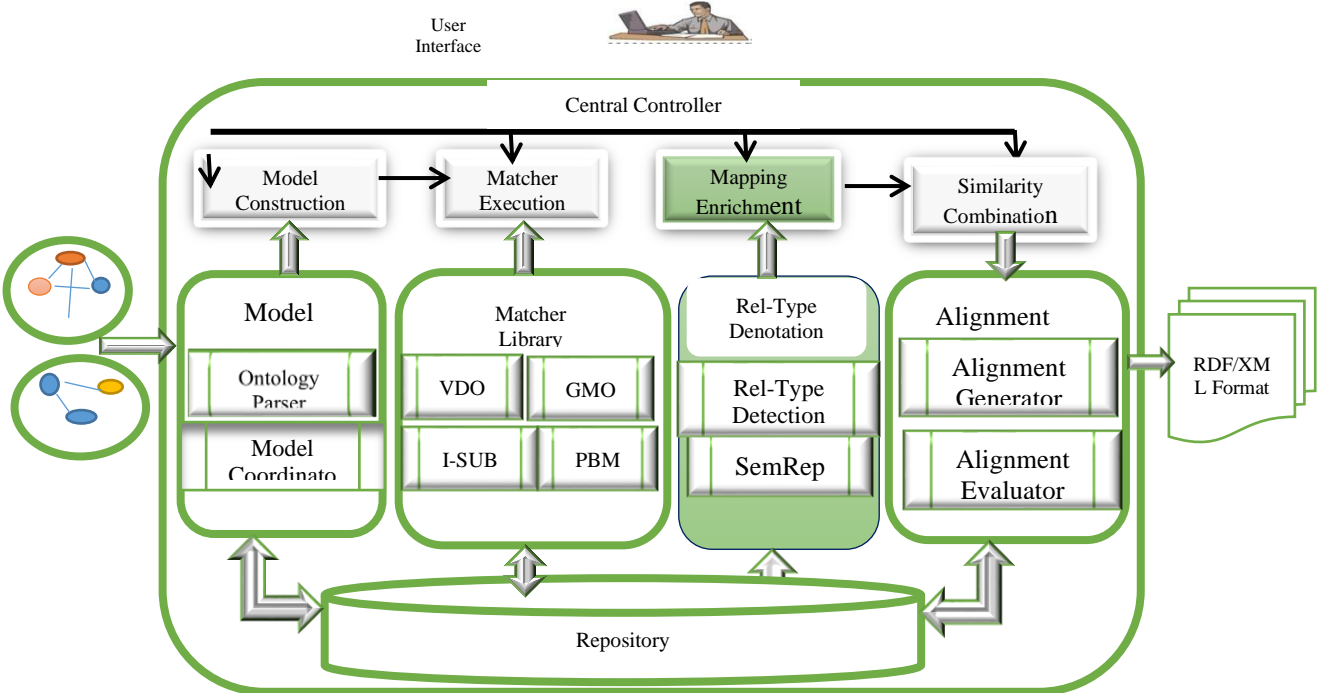 User
Interface
Central Controller
Model
Construction
Matcher
Execution
Mapping
Enrichment
Similarity
Combination
Model
Ontology
Parser
Model
Coordinato
Matcher
Library
VDO
GMO
I-SUB
PBM
Rel-Type
Denotation
Rel-Type
Detection
SemRep
Alignment
Alignment
Generator
Alignment
Evaluator
RDF/XM
L Format
Repository